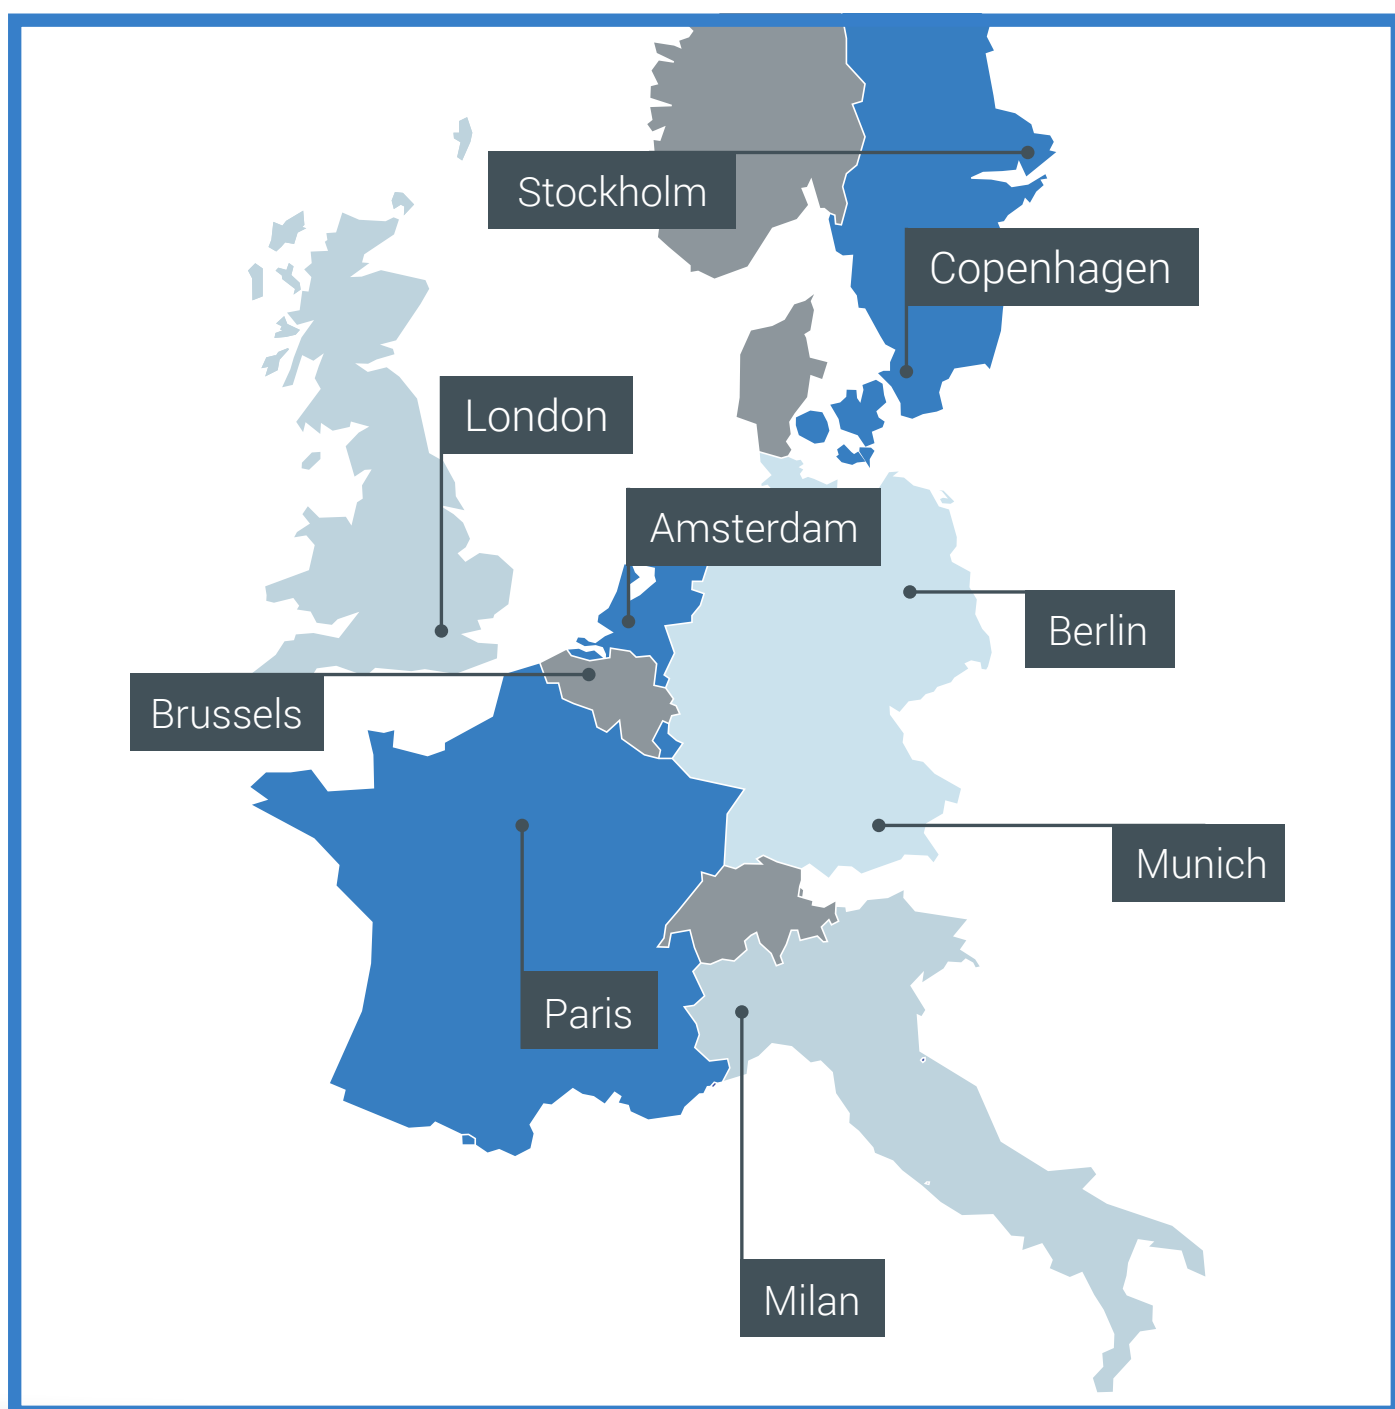 Stockholm
Copenhagen
London
Amsterdam
Berlin
Brussels
Munich
Paris
Milan